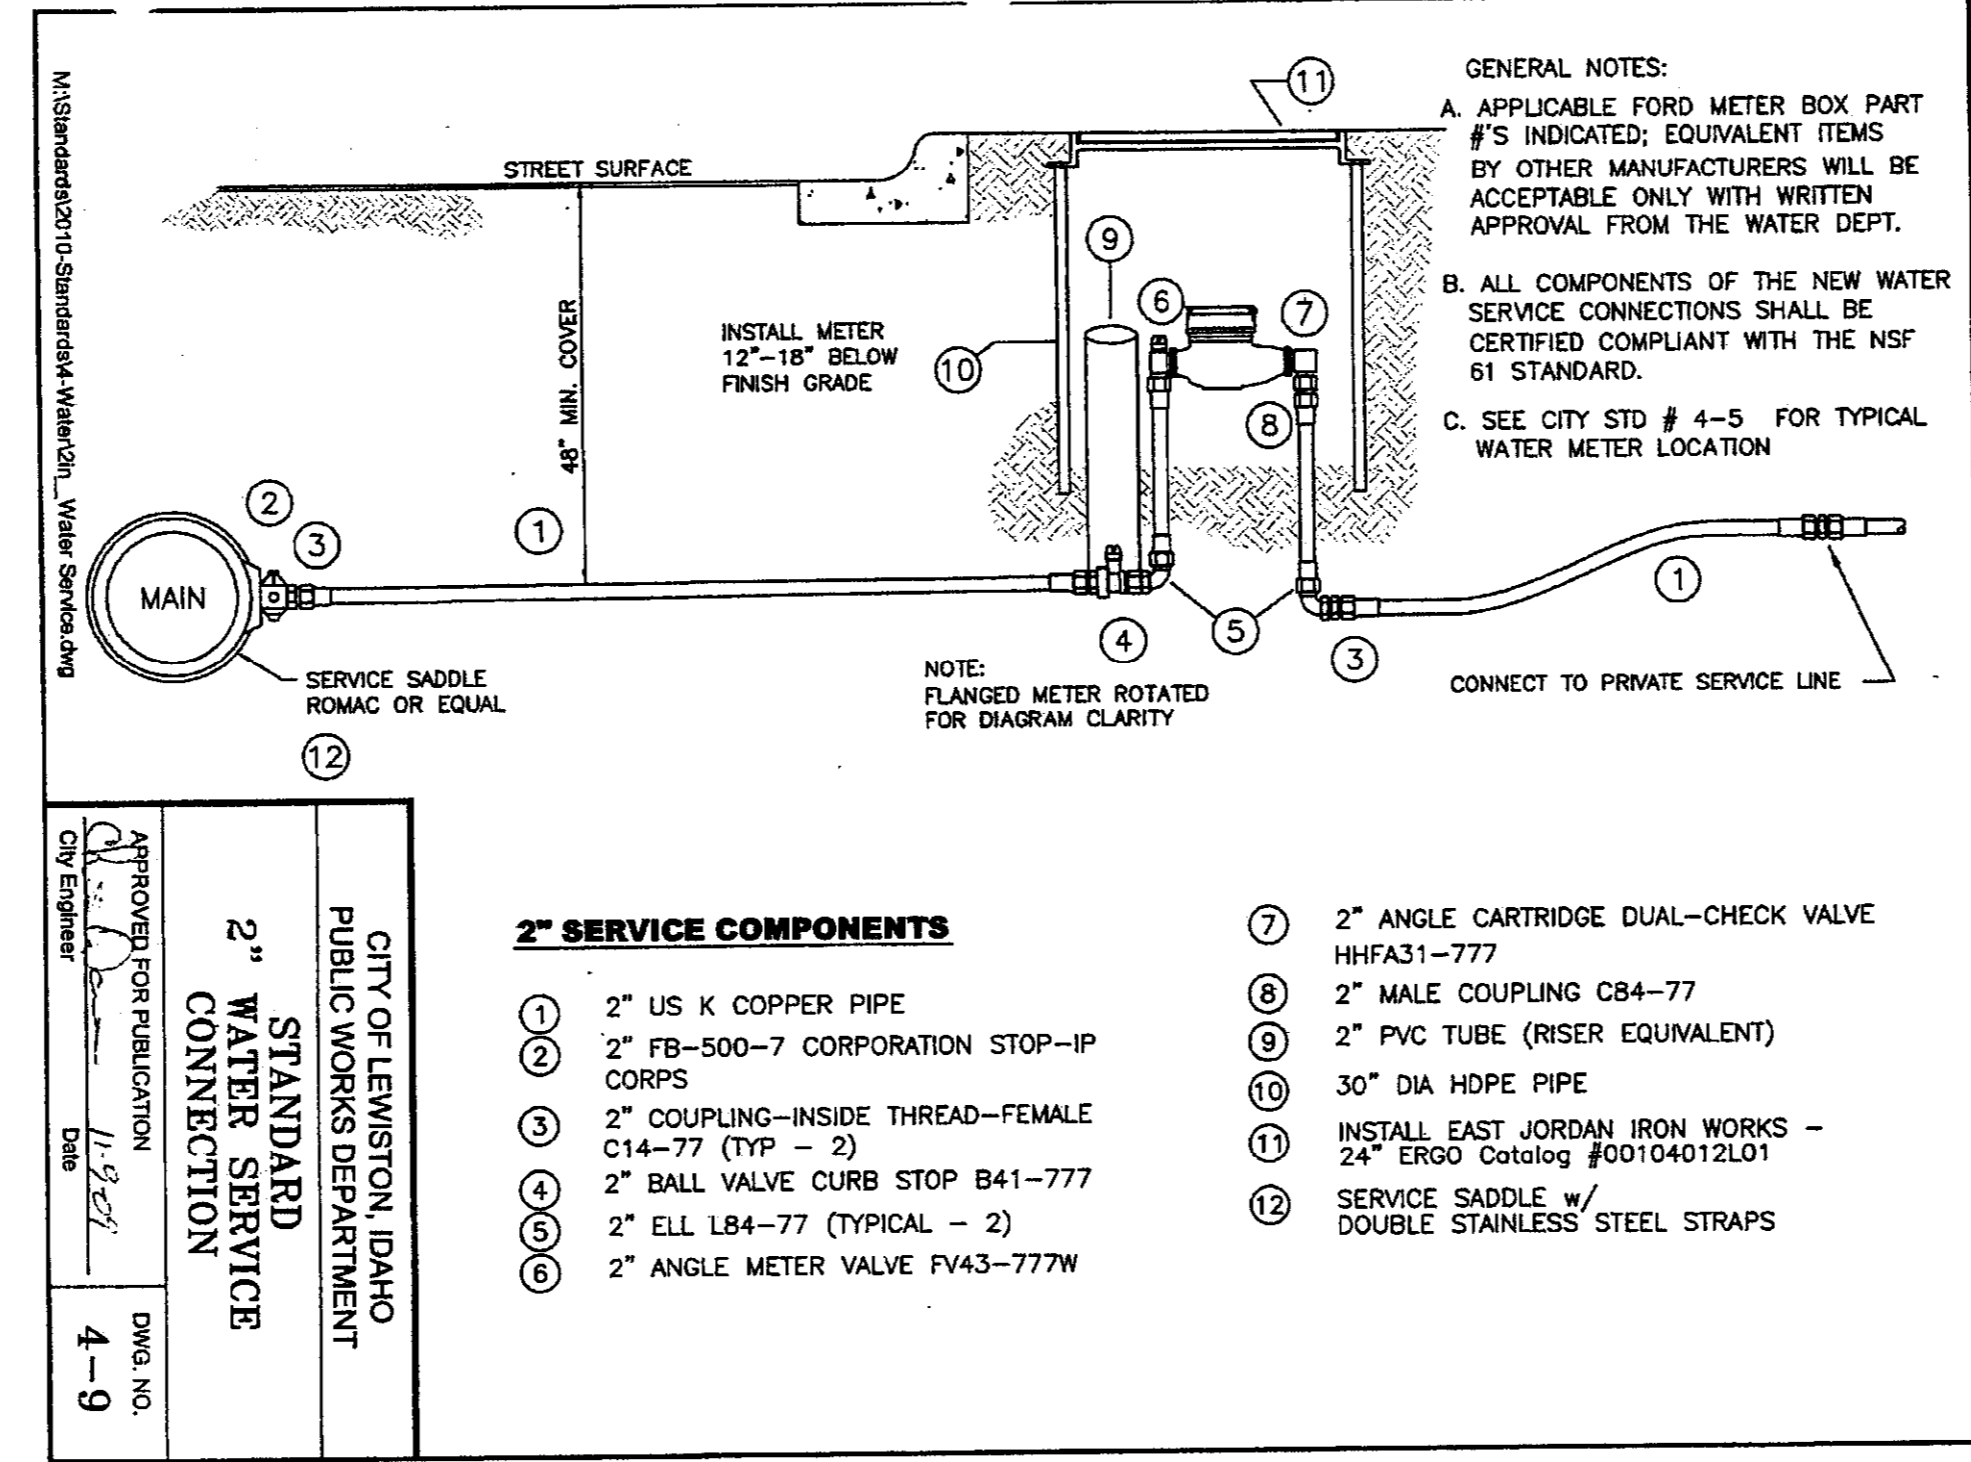 M:\Standards\2010-Standards\4-Water\2in_Water Service.dwg
11
STREET SURFACE
9
6
7
INSTALL METER
12"-18" BELOW
FINISH GRADE
10
48" MIN. COVER
8
2
3
1
MAIN
4
5
3
1
SERVICE SADDLE
ROMAC OR EQUAL
12
NOTE:
FLANGED METER ROTATED
FOR DIAGRAM CLARITY
CONNECT TO PRIVATE SERVICE LINE
GENERAL NOTES:
A. APPLICABLE FORD METER BOX PART
#'S INDICATED; EQUIVALENT ITEMS
BY OTHER MANUFACTURERS WILL BE
ACCEPTABLE ONLY WITH WRITTEN
APPROVAL FROM THE WATER DEPT.
B. ALL COMPONENTS OF THE NEW WATER
SERVICE CONNECTIONS SHALL BE
CERTIFIED COMPLIANT WITH THE NSF
61 STANDARD.
C. SEE CITY STD # 4-5 FOR TYPICAL
WATER METER LOCATION
CITY OF LEWISTON, IDAHO
PUBLIC WORKS DEPARTMENT
STANDARD
2" WATER SERVICE
CONNECTION
APPROVED FOR PUBLICATION
City Engineer
Date
DWG. NO.
4-9
2" SERVICE COMPONENTS
1 2" US K COPPER PIPE
2 2" FB-500-7 CORPORATION STOP-IP
CORPS
3 2" COUPLING-INSIDE THREAD-FEMALE
C14-77 (TYP - 2)
4 2" BALL VALVE CURB STOP B41-777
5 2" ELL L84-77 (TYPICAL - 2)
6 2" ANGLE METER VALVE FV43-777W
7 2" ANGLE CARTRIDGE DUAL-CHECK VALVE
HHFA31-777
8 2" MALE COUPLING C84-77
9 2" PVC TUBE (RISER EQUIVALENT)
10 30" DIA HDPE PIPE
11 INSTALL EAST JORDAN IRON WORKS -
24" ERGO Catalog #00104012L01
12 SERVICE SADDLE w/
DOUBLE STAINLESS STEEL STRAPS